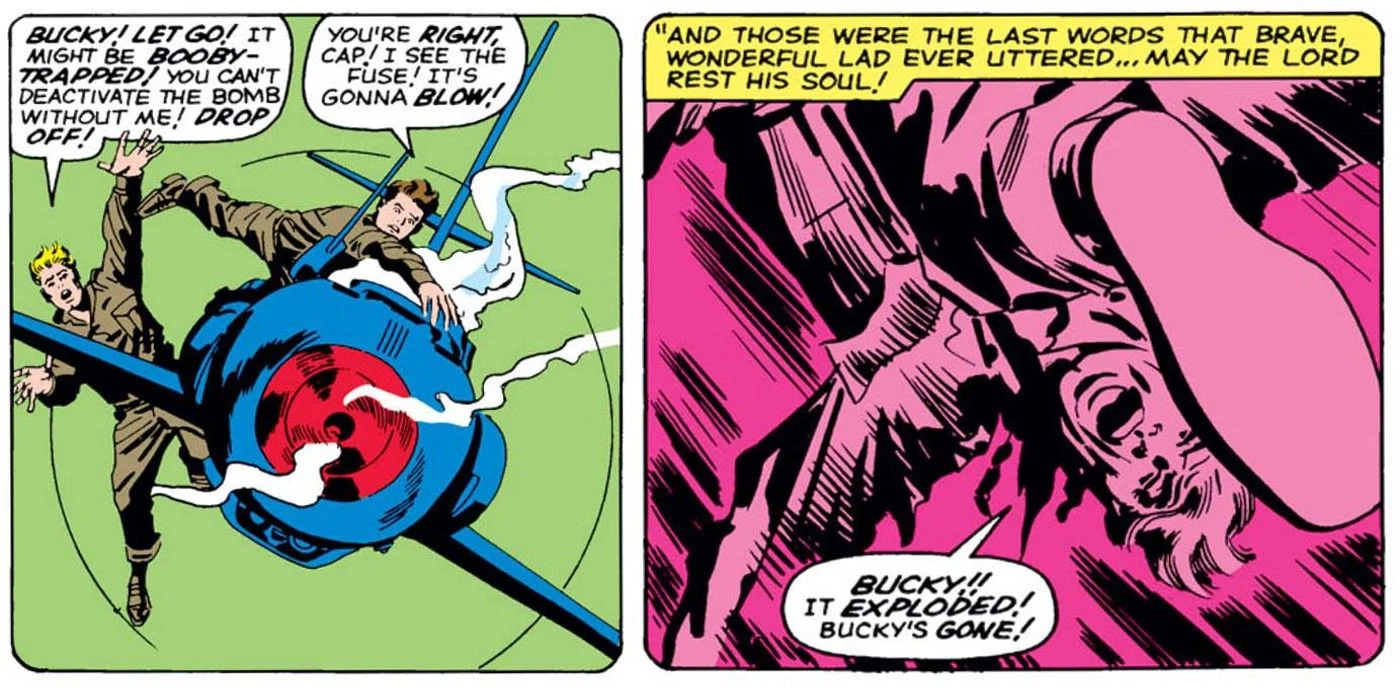 BUCKY! LET GO! IT
MIGHT BE BOOBY-
TRAPPED! YOU CAN'T
DEACTIVATE THE BOMB
WITHOUT ME! DROP
OFF!
YOU'RE RIGHT,
CAP! I SEE THE
FUSE! IT'S
GONNA BLOW!
"AND THOSE WERE THE LAST WORDS THAT BRAVE,
WONDERFUL LAD EVER UTTERED... MAY THE LORD
REST HIS SOUL!
BUCKY!!
IT EXPLODED!
BUCKY'S GONE!